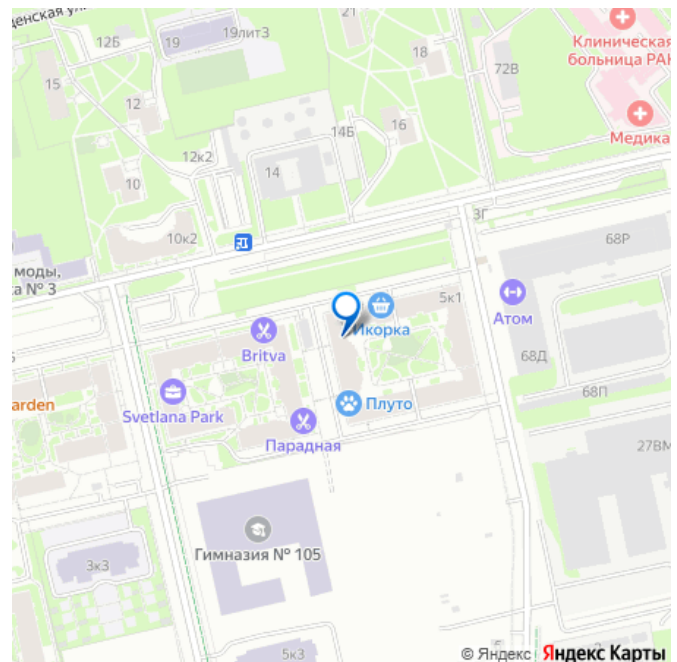 21
19лит3
12Б
19
18
15
72В
Клиническая
больница РАН
12
14Б
16
Медика
12к2
14
10
3Г
10к2
68Р
моды,
а № 3
5к1
Икорка
Атом
Britva
68Д
arden
Svetlana Park
Плуто
68П
Парадная
27ВМ
Гимназия № 105
3к3
5к3
© Яндекс Яндекс Карты